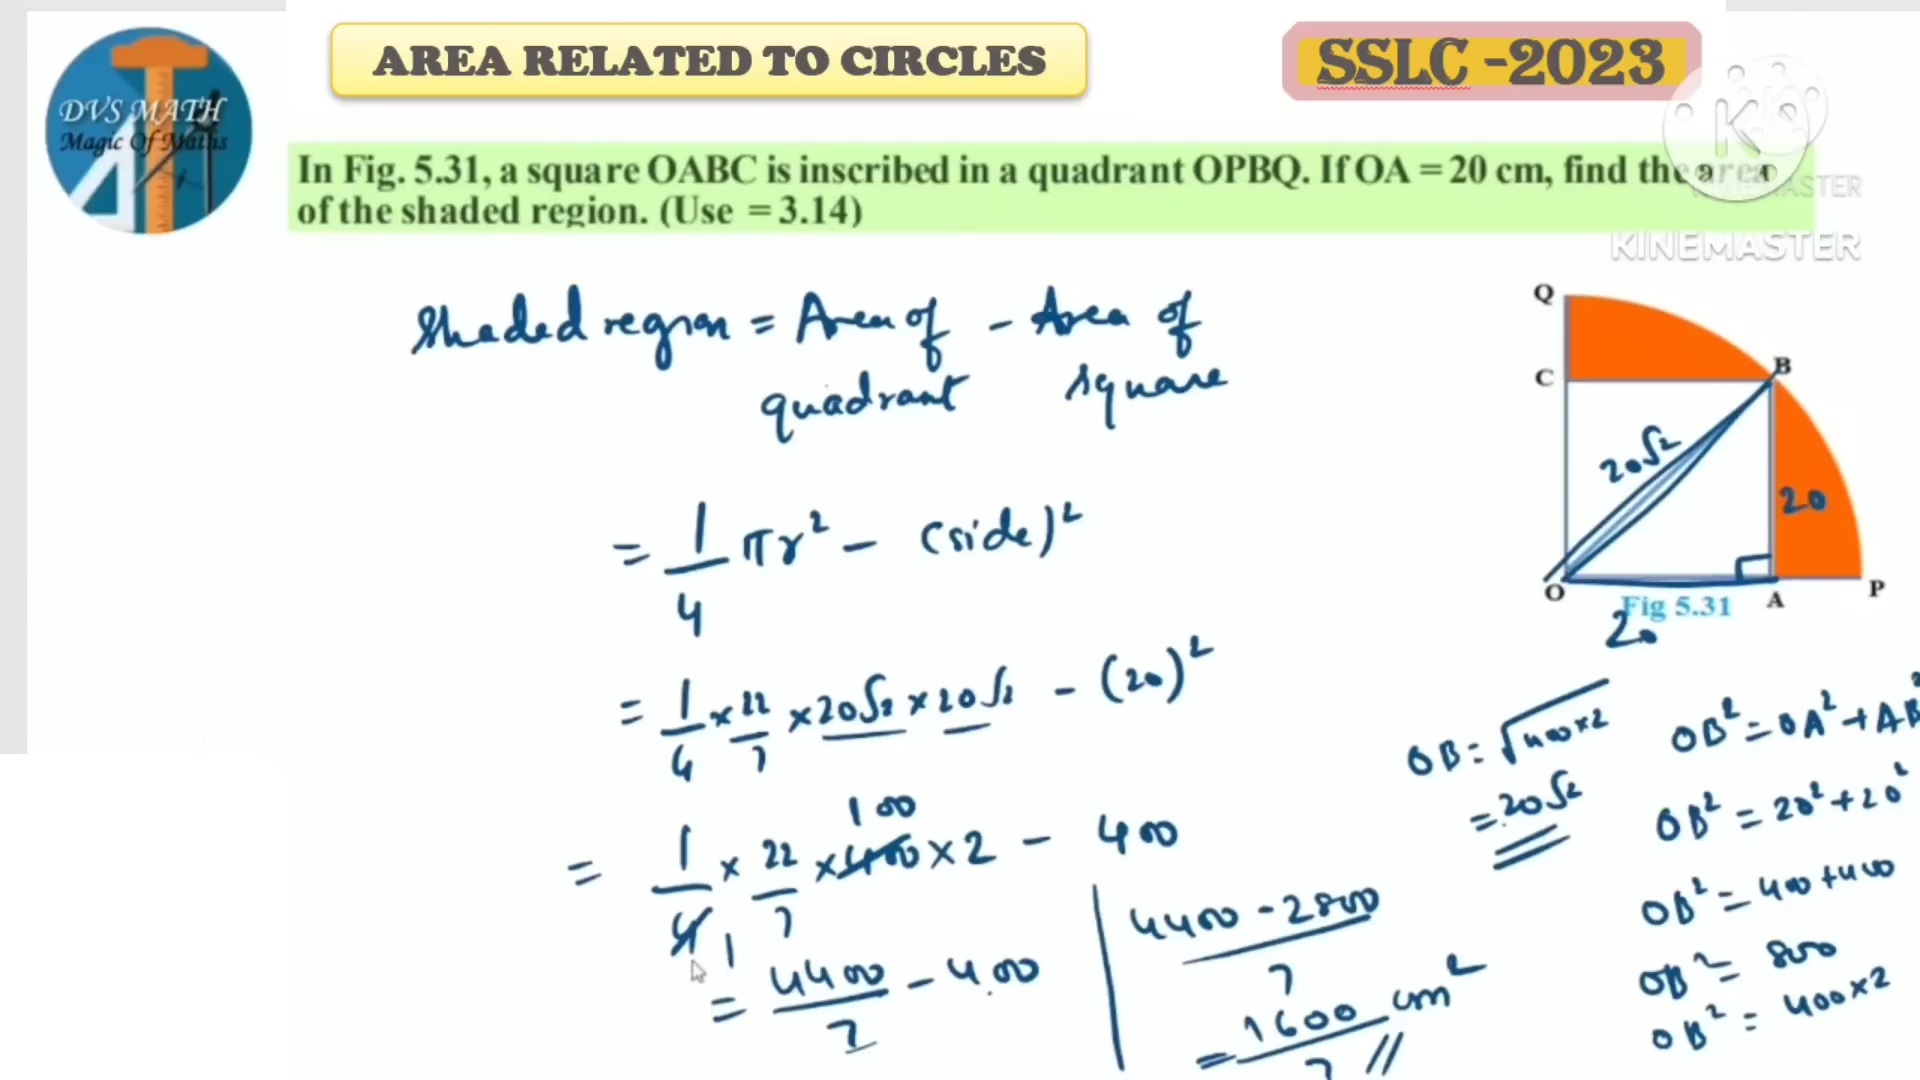 AREA RELATED TO CIRCLES
SSLC -2023
DVS MATH
Magic Of Maths
In Fig. 5.31, a square OABC is inscribed in a quadrant OPBQ. If OA = 20 cm, find the area
of the shaded region. (Use = 3.14)
K
KINEMASTER
Shaded region = Area of quadrant - Area of square
= 1/4 πr² - (side)²
= 1/4 × 22/7 × 20√2 × 20√2 - (20)²
= 1/4 × 22/7 × 400 × 2 - 400
100
1
= 4400/7 - 400
4400 - 2800
7
= 1600/7 cm²
Q
C
B
20√2
20
O
A
P
Fig 5.31
20
OB = √400×2
= 20√2
OB² = OA² + AB²
OB² = 20² + 20²
OB² = 400 + 400
OB² = 800
OB² = 400×2